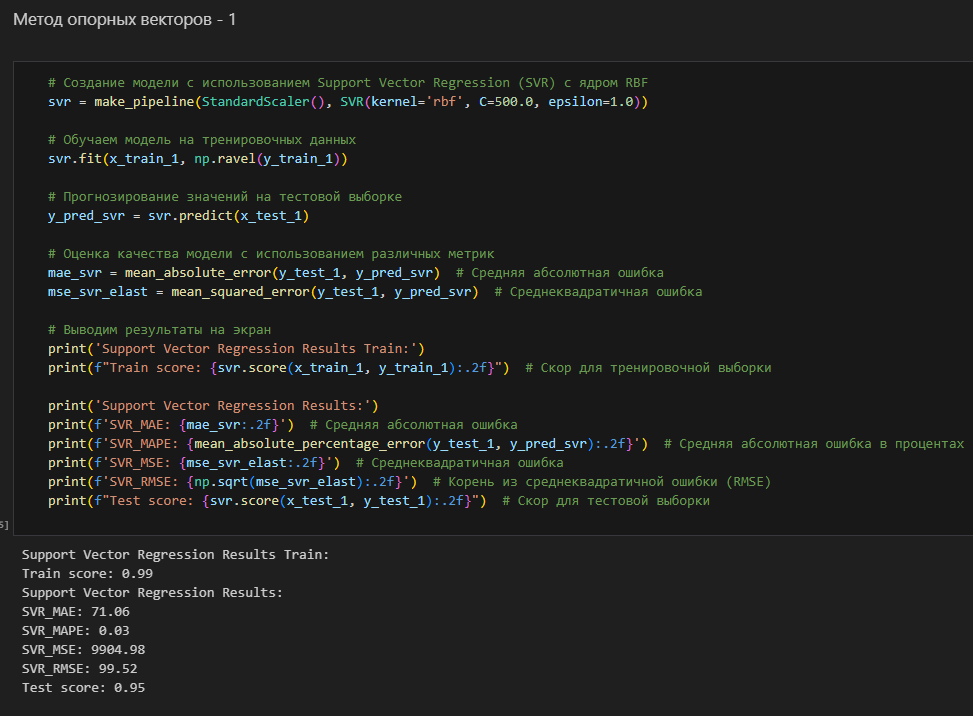 Метод опорных векторов - 1
# Создание модели с использованием Support Vector Regression (SVR) с ядром RBF
svr = make_pipeline(StandardScaler(), SVR(kernel='rbf', C=500.0, epsilon=1.0))
# Обучаем модель на тренировочных данных
svr.fit(x_train_1, np.ravel(y_train_1))
# Прогнозирование значений на тестовой выборке
y_pred_svr = svr.predict(x_test_1)
# Оценка качества модели с использованием различных метрик
mae_svr = mean_absolute_error(y_test_1, y_pred_svr)  # Средняя абсолютная ошибка
mse_svr_elast = mean_squared_error(y_test_1, y_pred_svr)  # Среднеквадратичная ошибка
# Выводим результаты на экран
print('Support Vector Regression Results Train:')
print(f"Train score: {svr.score(x_train_1, y_train_1):.2f}")  # Скор для тренировочной выборки
print('Support Vector Regression Results:')
print(f'SVR_MAE: {mae_svr:.2f}')  # Средняя абсолютная ошибка
print(f'SVR_MAPE: {mean_absolute_percentage_error(y_test_1, y_pred_svr):.2f}')  # Средняя абсолютная ошибка в процентах
print(f'SVR_MSE: {mse_svr_elast:.2f}')  # Среднеквадратичная ошибка
print(f'SVR_RMSE: {np.sqrt(mse_svr_elast):.2f}')  # Корень из среднеквадратичной ошибки (RMSE)
print(f"Test score: {svr.score(x_test_1, y_test_1):.2f}")  # Скор для тестовой выборки
Support Vector Regression Results Train:
Train score: 0.99
Support Vector Regression Results:
SVR_MAE: 71.06
SVR_MAPE: 0.03
SVR_MSE: 9904.98
SVR_RMSE: 99.52
Test score: 0.95